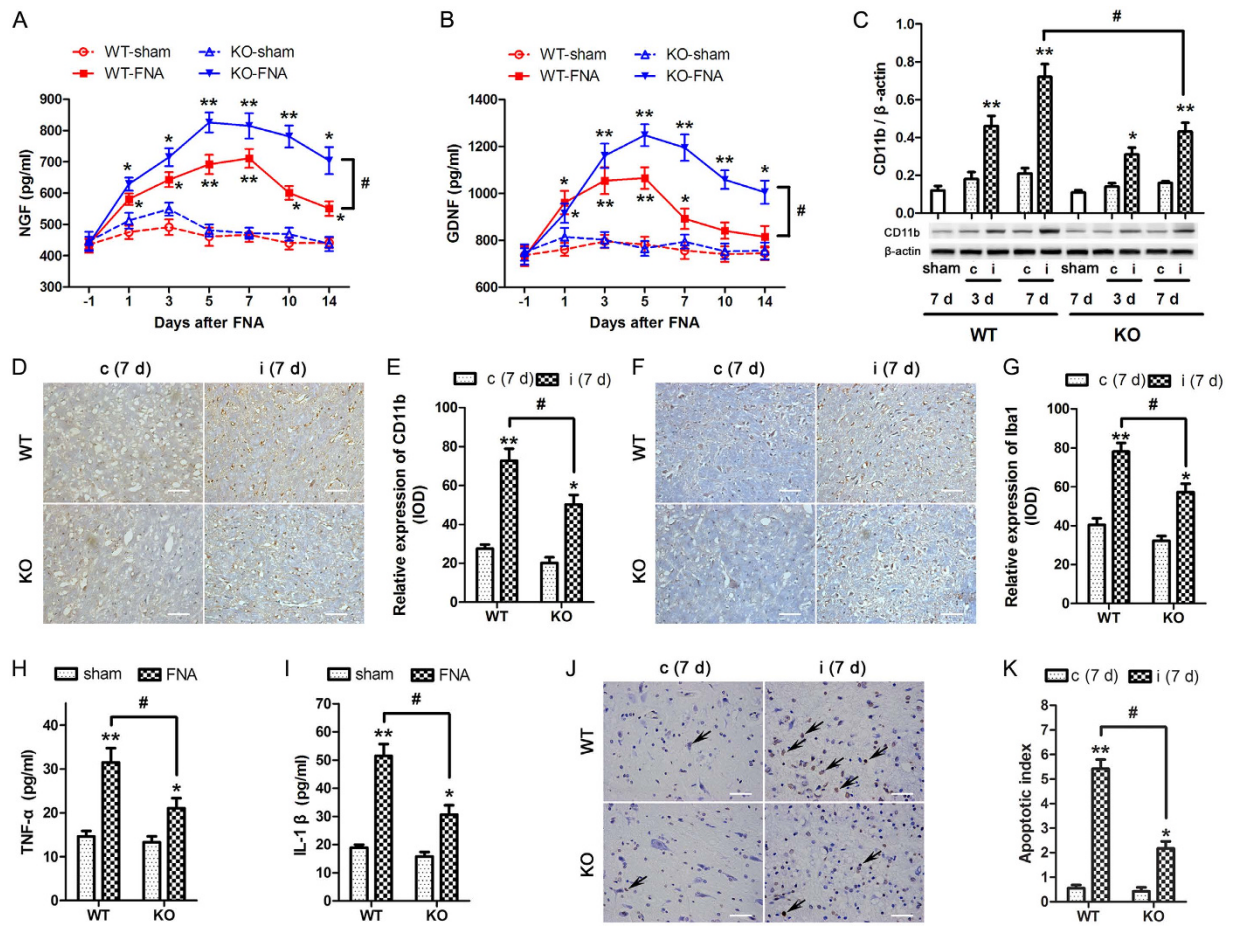 A
WT-sham
KO-sham
WT-FNA
KO-FNA
900
800
700
600
500
400
300
NGF (pg/ml)
** ** **
* * *
* * ** ** * *
#
-1 1 3 5 7 10 14
Days after FNA
B
WT-sham
KO-sham
WT-FNA
KO-FNA
1400
1200
1000
800
600
GDNF (pg/ml)
* ** ** ** ** *
* ** ** *
#
-1 1 3 5 7 10 14
Days after FNA
C
#
1.0
0.8
0.6
0.4
0.2
0.0
CD11b / β -actin
** ** * **
CD11b
β-actin
sham c i c i sham c i c i
7 d 3 d 7 d 7 d 3 d 7 d
WT KO
D
c (7 d) i (7 d)
WT
KO
E
c (7 d) i (7 d)
100
80
60
40
20
0
Relative expression of CD11b
(IOD)
#
** *
WT KO
F
c (7 d) i (7 d)
WT
KO
G
c (7 d) i (7 d)
100
80
60
40
20
0
Relative expression of Iba1
(IOD)
#
** *
WT KO
H
sham FNA
40
30
20
10
0
TNF-α (pg/ml)
#
** *
WT KO
I
sham FNA
70
60
50
40
30
20
10
0
IL-1 β (pg/ml)
#
** *
WT KO
J
c (7 d) i (7 d)
WT
KO
K
c (7 d) i (7 d)
8
7
6
5
4
3
2
1
0
Apoptotic index
#
** *
WT KO